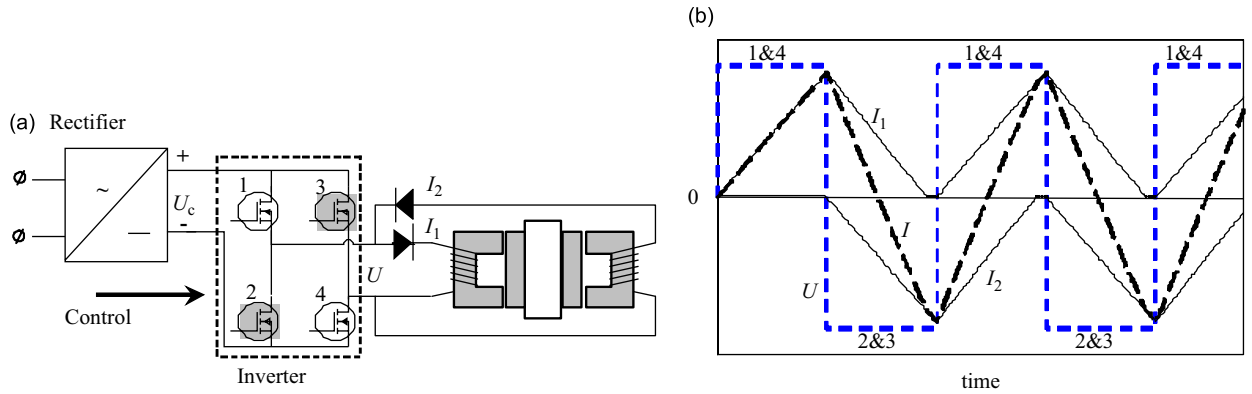 (a) Rectifier
~
—
+
U_c
-
Control
1
3
2
4
Inverter
I_2
I_1
U
(b)
1&4
1&4
1&4
0
I_1
I
U
I_2
2&3
2&3
time